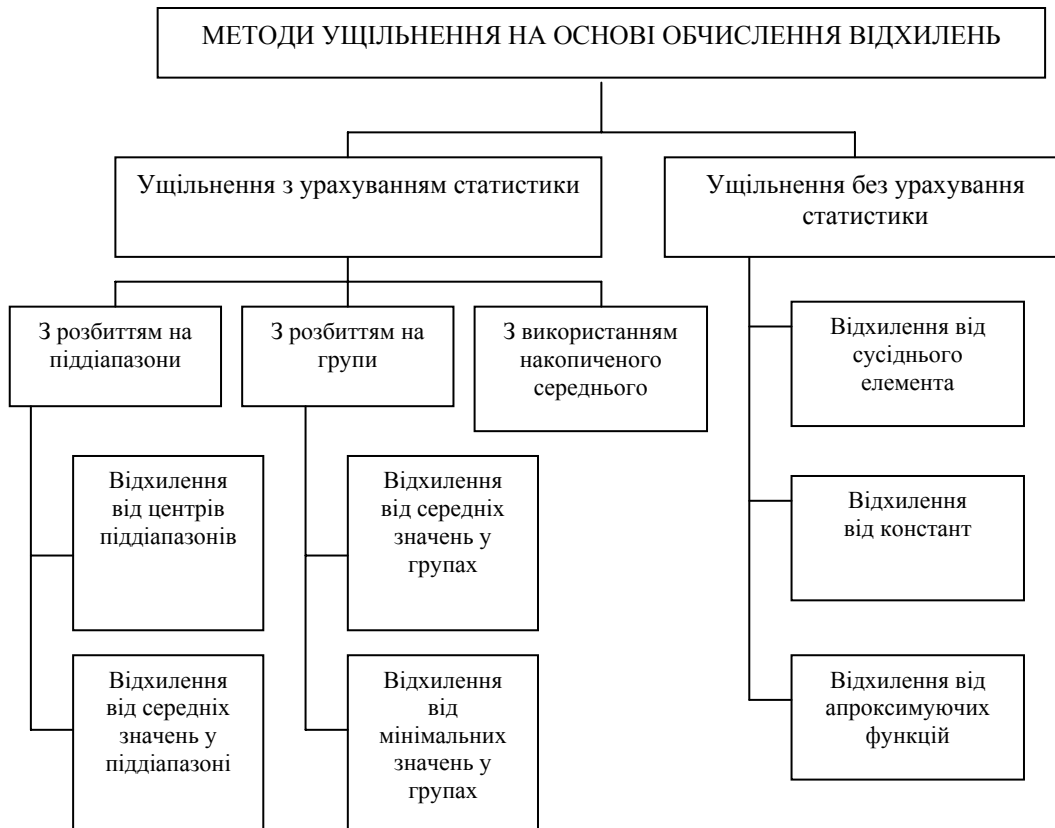 МЕТОДИ УЩІЛЬНЕННЯ НА ОСНОВІ ОБЧИСЛЕННЯ ВІДХИЛЕНЬ
Ущільнення з урахуванням статистики
Ущільнення без урахування
статистики
З розбиттям на
піддіапазони
З розбиттям на
групи
З використанням
накопиченого
середнього
Відхилення від
сусіднього
елемента
Відхилення
від центрів
піддіапазонів
Відхилення
від середніх
значень у
групах
Відхилення
від констант
Відхилення
від середніх
значень у
піддіапазоні
Відхилення
від
мінімальних
значень у
групах
Відхилення від
апроксимуючих
функцій